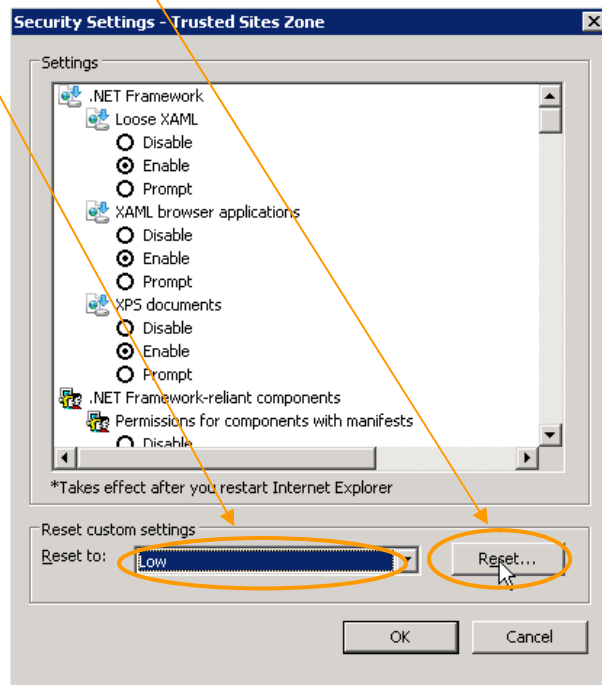 Security Settings - Trusted Sites Zone
Settings
.NET Framework
Loose XAML
Disable
Enable
Prompt
XAML browser applications
Disable
Enable
Prompt
XPS documents
Disable
Enable
Prompt
.NET Framework-reliant components
Permissions for components with manifests
Disable
*Takes effect after you restart Internet Explorer
Reset custom settings
Reset to: Low Reset...
OK Cancel